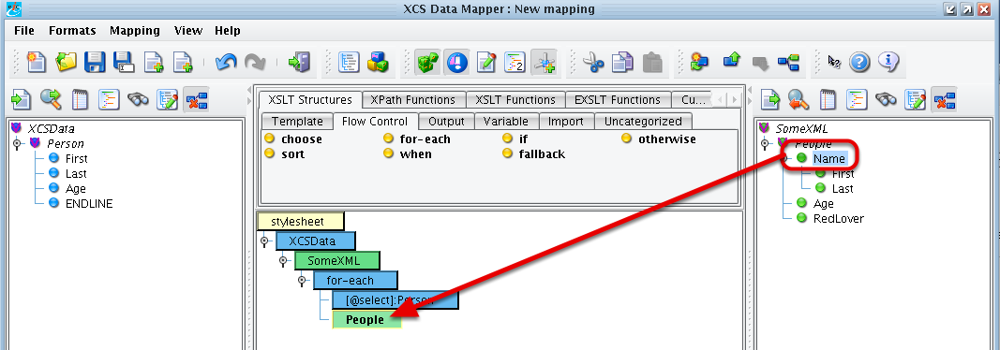 XCS Data Mapper : New mapping
File Formats Mapping View Help
XSLT Structures XPath Functions XSLT Functions EXSLT Functions Cu...
Template Flow Control Output Variable Import Uncategorized
choose for-each if otherwise
sort when fallback
XCSData
Person
First
Last
Age
ENDLINE
stylesheet
XCSData
SomeXML
for-each
[@select]:Person
People
SomeXML
People
Name
First
Last
Age
RedLover